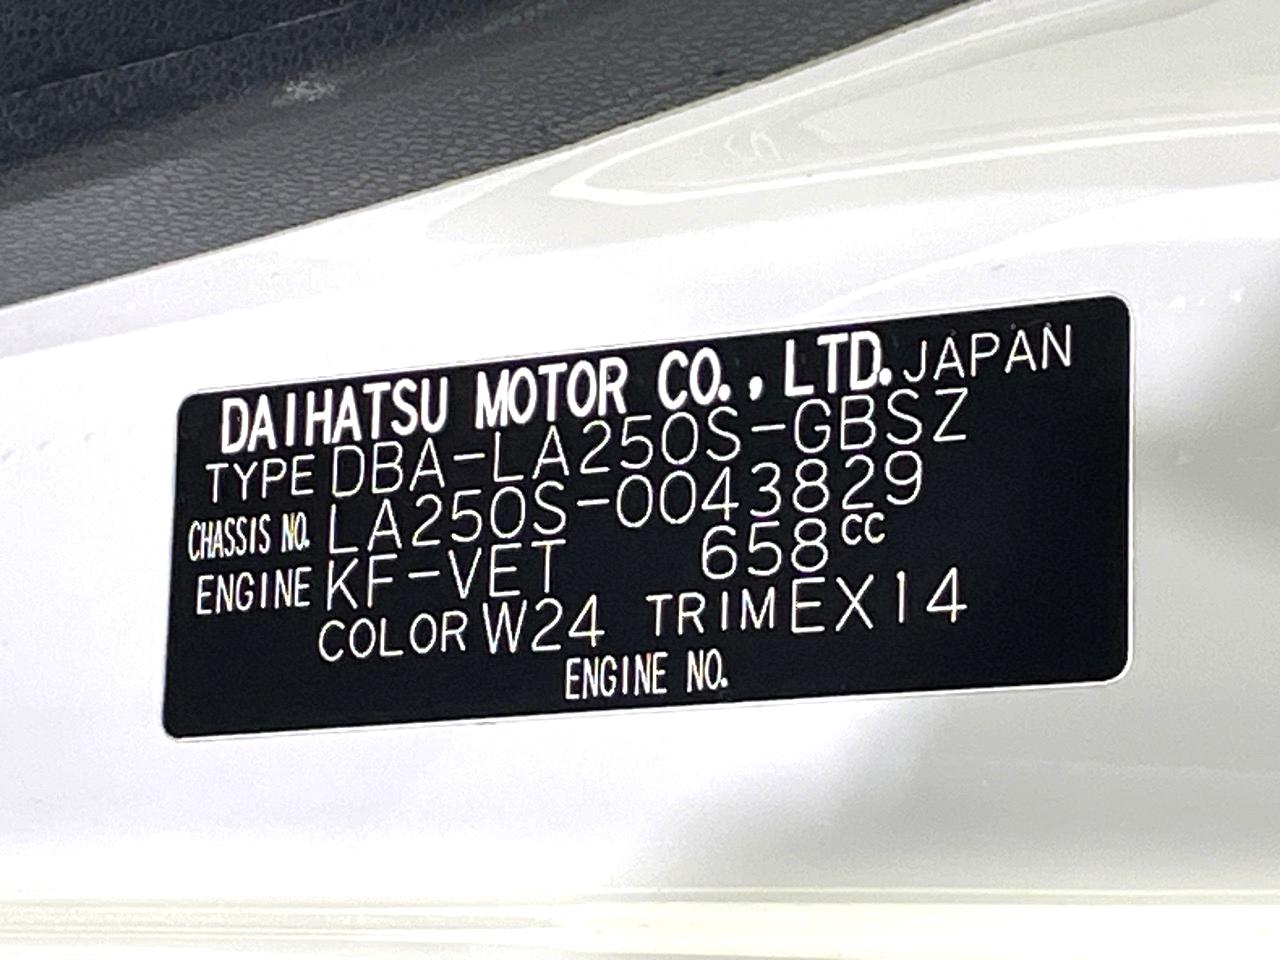 DAIHATSU MOTOR CO., LTD. JAPAN
TYPE DBA-LA250S-GBSZ
CHASSIS NO. LA250S-0043829
ENGINE KF-VET 658CC
COLOR W24 TRIM EX14
ENGINE NO.